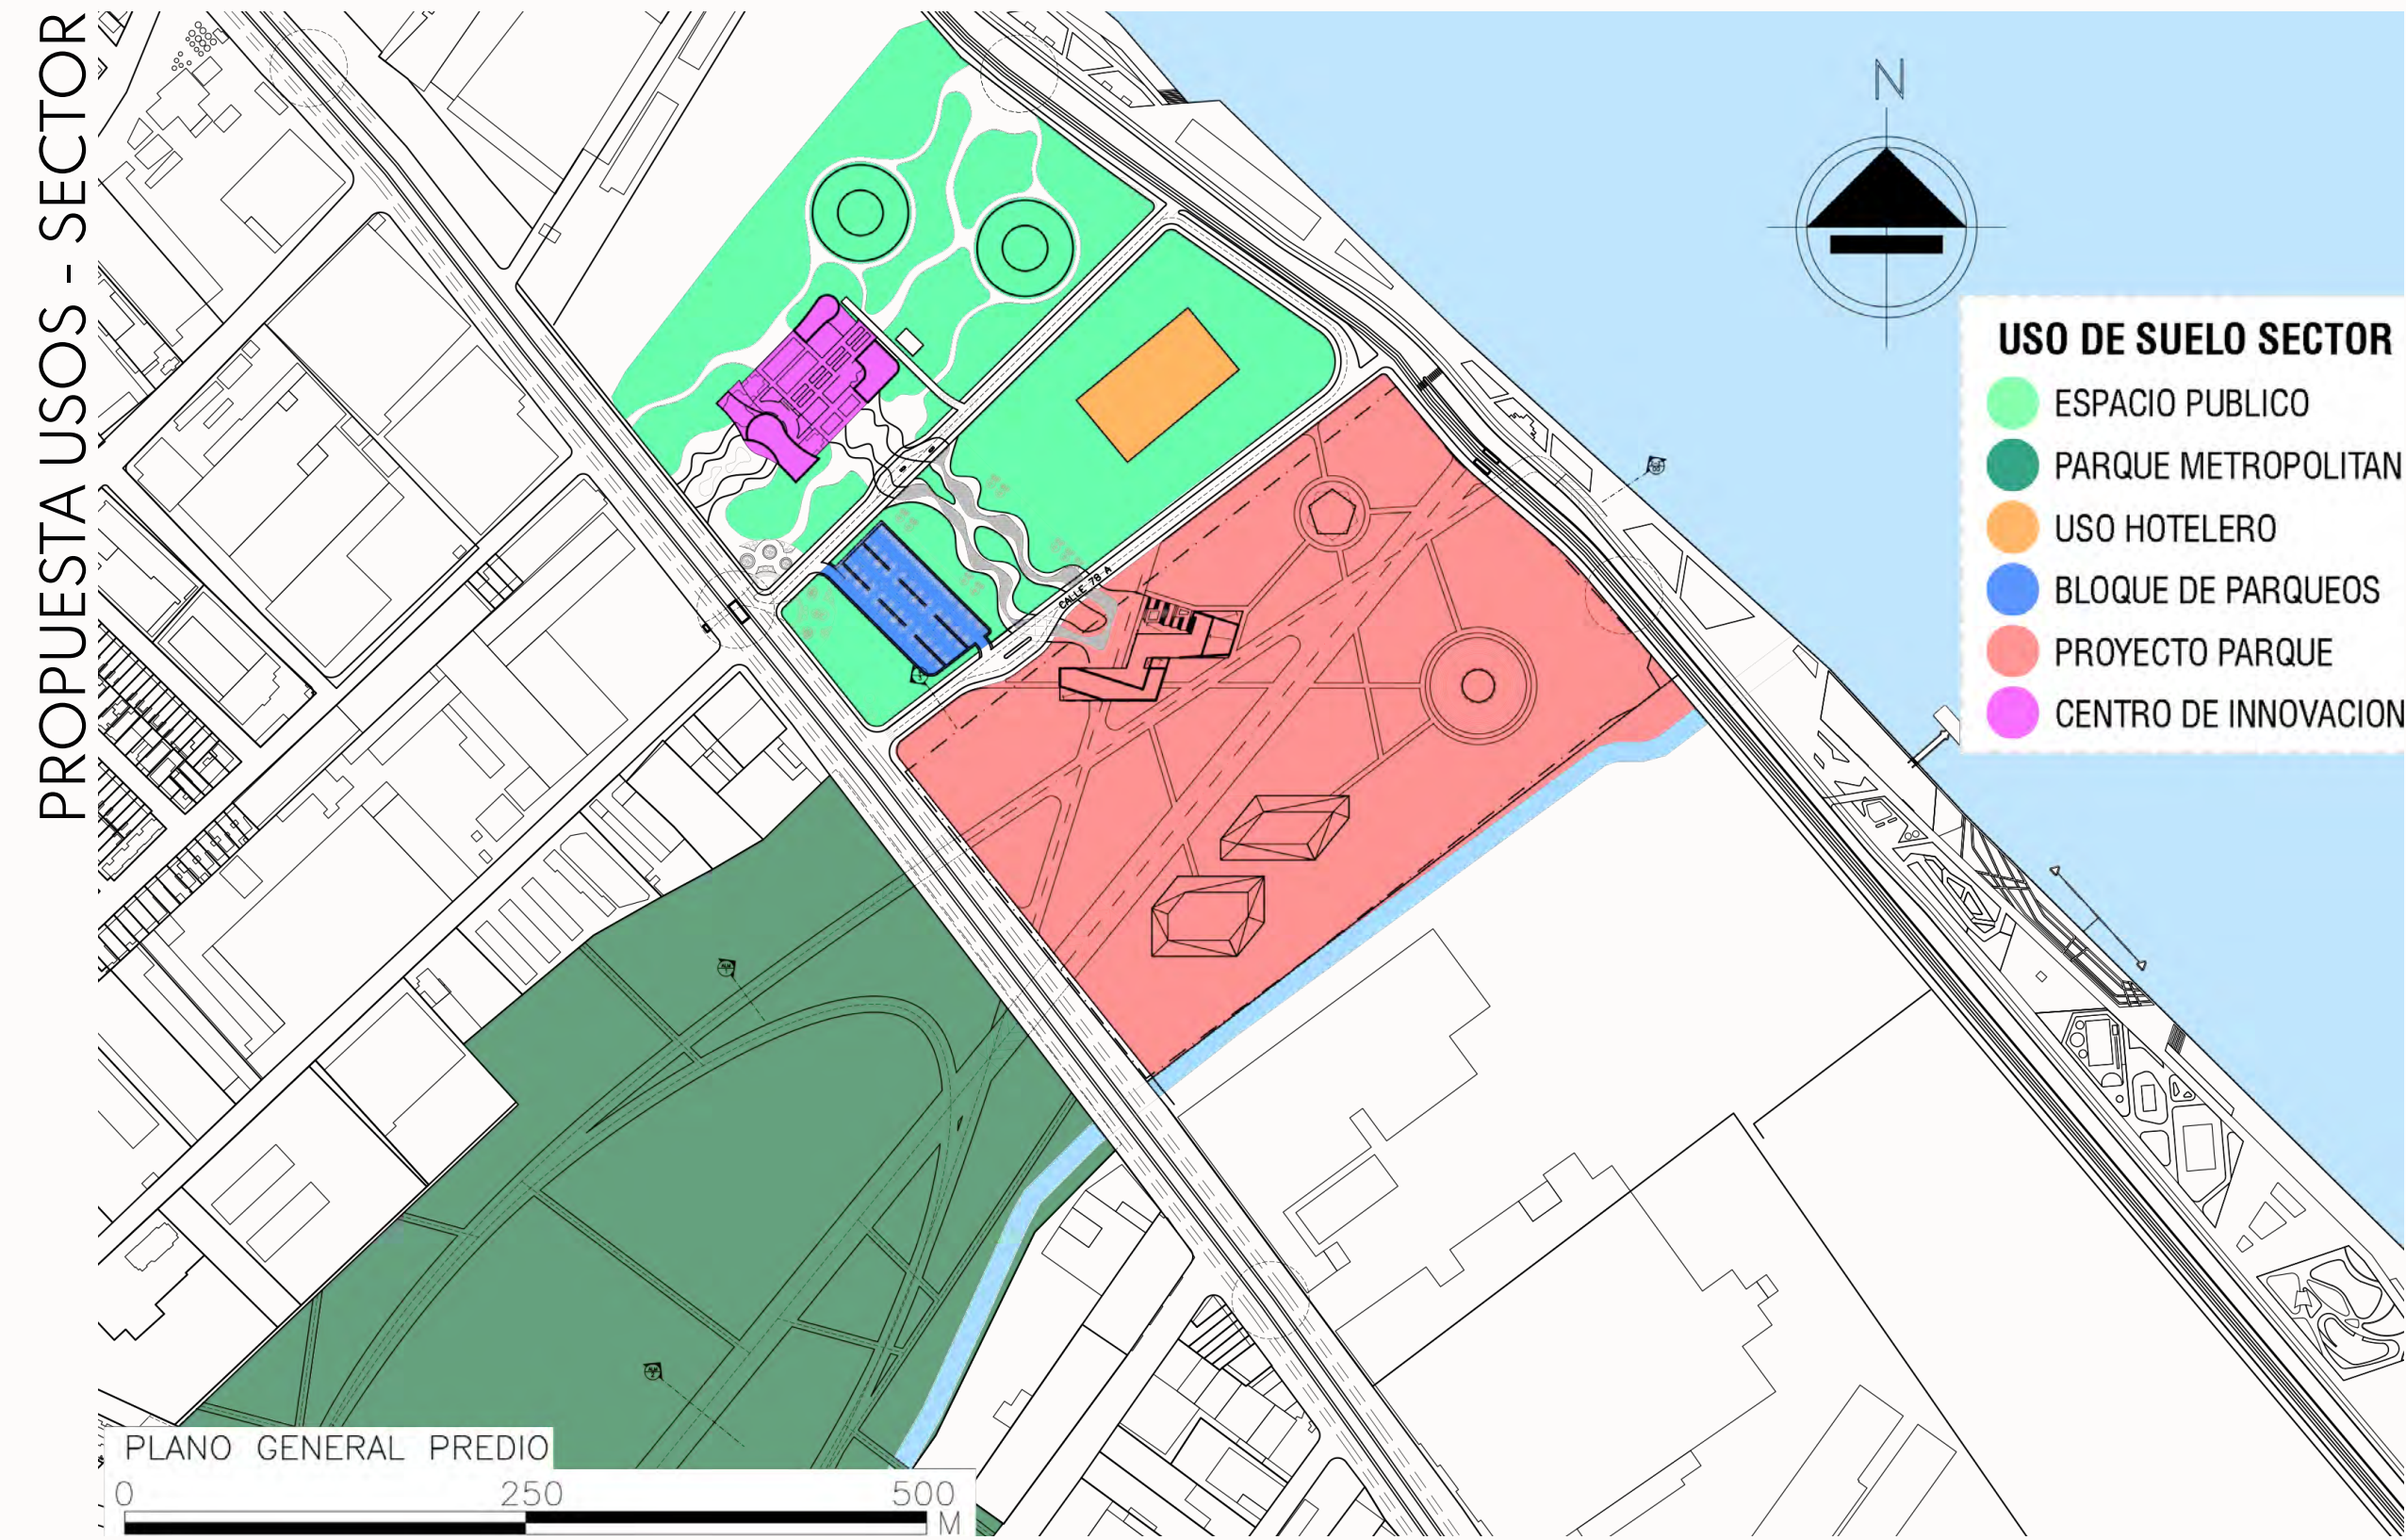 PROPUESTA USOS - SECTOR
N
USO DE SUELO SECTOR
ESPACIO PUBLICO
PARQUE METROPOLITAN
USO HOTELERO
BLOQUE DE PARQUEOS
PROYECTO PARQUE
CENTRO DE INNOVACION
CALLE 78 A
PLANO GENERAL PREDIO
0 250 500
M